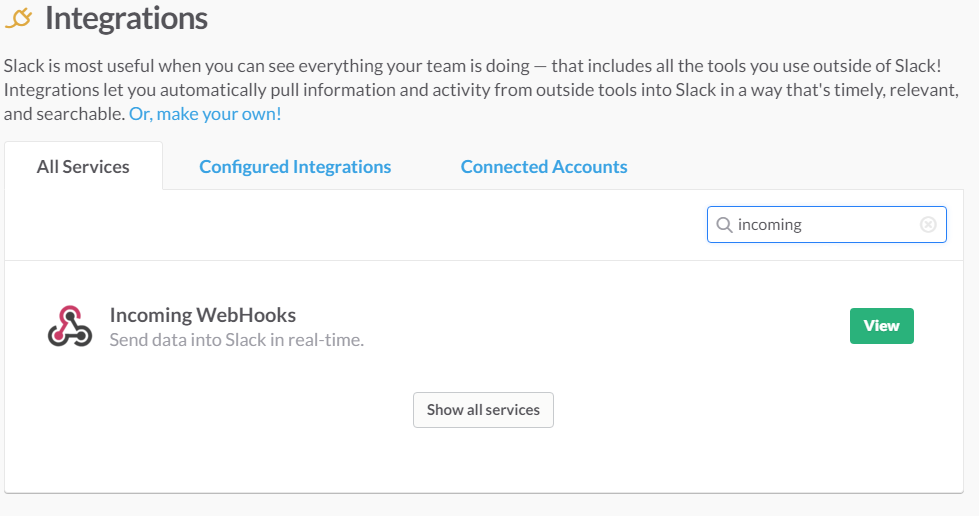 Integrations
Slack is most useful when you can see everything your team is doing — that includes all the tools you use outside of Slack!
Integrations let you automatically pull information and activity from outside tools into Slack in a way that's timely, relevant,
and searchable. Or, make your own!
All Services
Configured Integrations
Connected Accounts
incoming
Incoming WebHooks
Send data into Slack in real-time.
View
Show all services